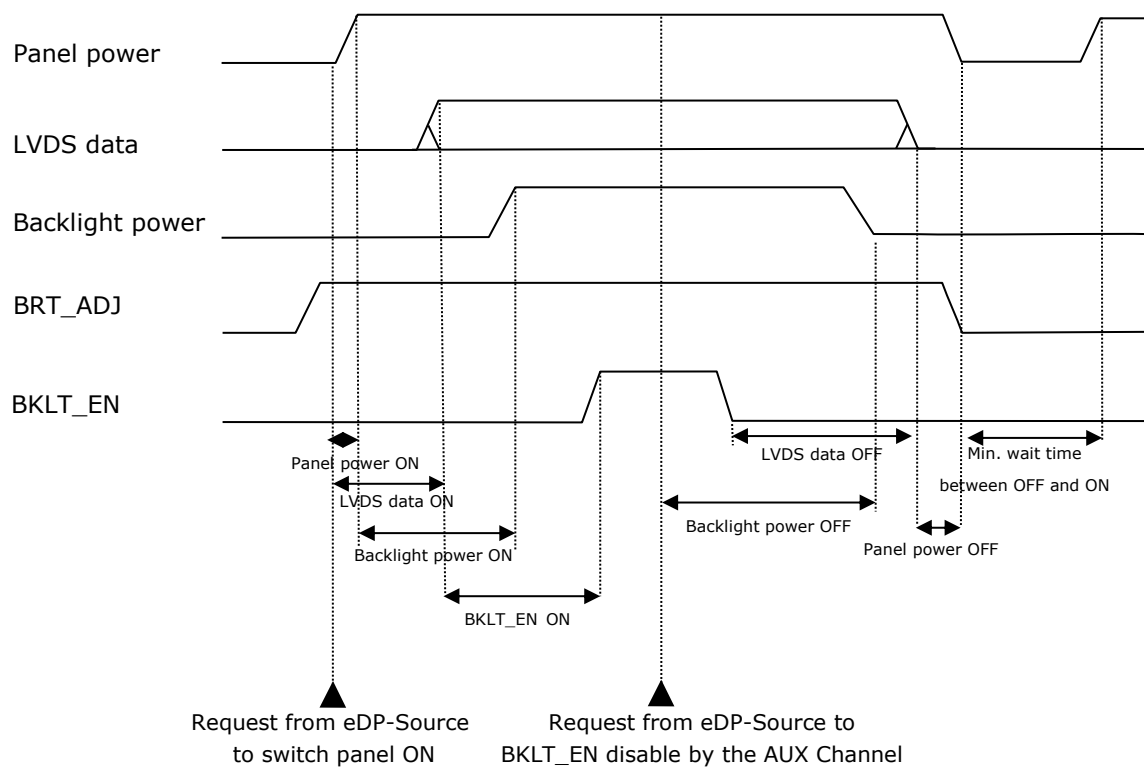 Panel power
LVDS data
Backlight power
BRT_ADJ
BKLT_EN
Panel power ON
LVDS data ON
Backlight power ON
BKLT_EN ON
LVDS data OFF
Backlight power OFF
Min. wait time
between OFF and ON
Panel power OFF
Request from eDP-Source
to switch panel ON
Request from eDP-Source to
BKLT_EN disable by the AUX Channel